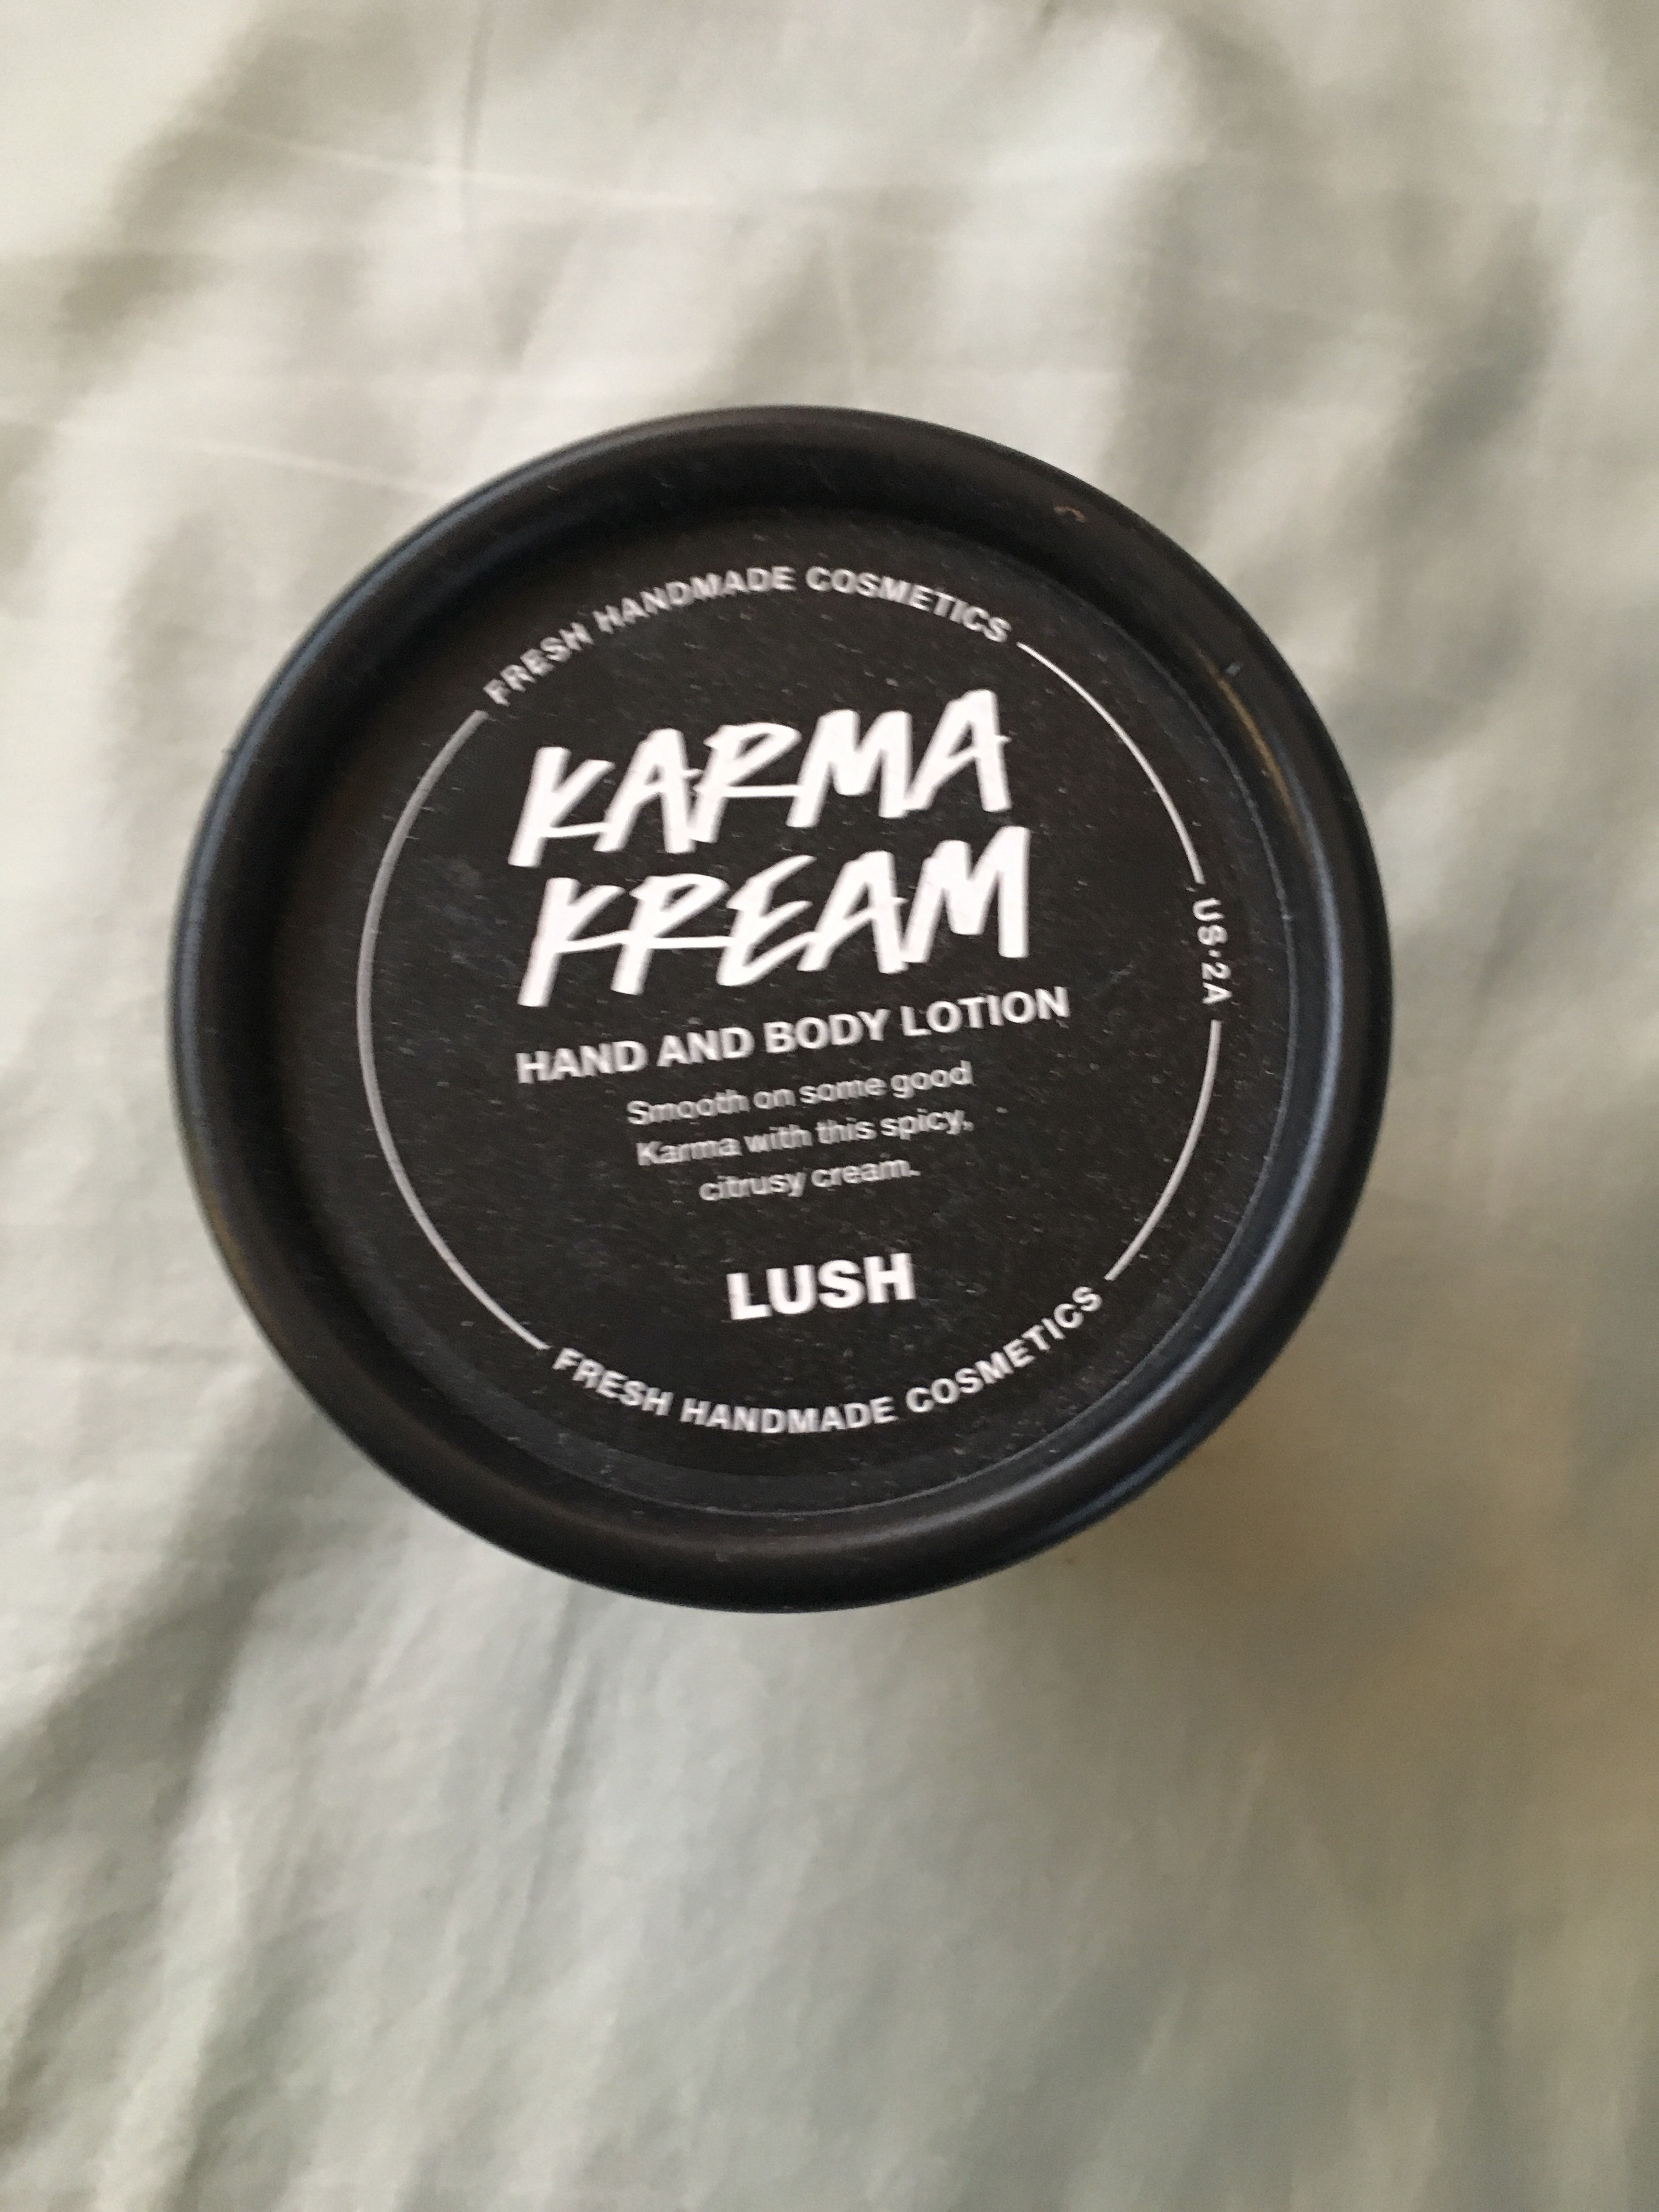 FRESH HANDMADE COSMETICS
KARMA
KREAM
HAND AND BODY LOTION
Smooth on some good
Karma with this spicy,
citrusy cream.
LUSH
US·2A
FRESH HANDMADE COSMETICS